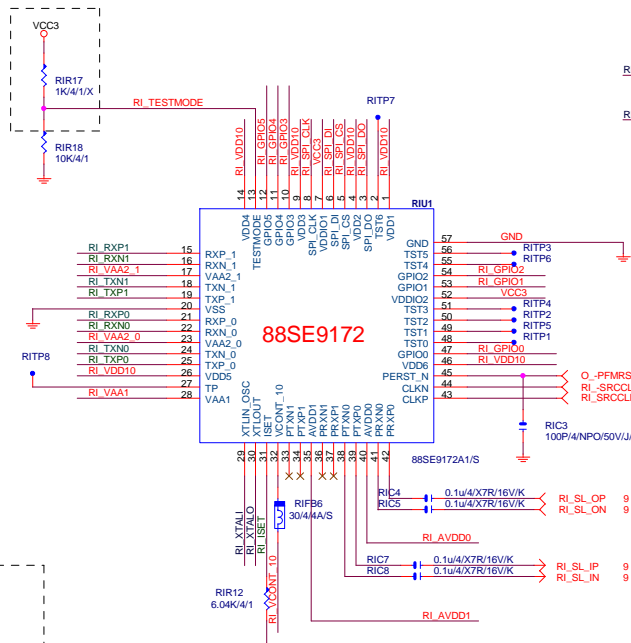 VCC3
RIR17
1K/4/1/X
RI_TESTMODE
RIR18
10K/4/1
RITP7
R
R
RI_VDD10
RI_GPIO5
RI_GPIO4
RI_GPIO3
RI_VDD10
RI_SPI_CLK
VCC3
RI_SPI_DI
RI_SPI_CS
RI_VDD10
RI_SPI_DO
RI_VDD10
14
13
12
11
10
9
8
7
6
5
4
3
2
1
RIU1
VDD4
TESTMODE
GPIO5
GPIO4
GPIO3
VDD3
SPI_CLK
VDDIO1
SPI_DI
SPI_CS
VDD2
SPI_DO
TST6
VDD1
RI_RXP1 15 RXP_1
RI_RXN1 16 RXN_1
RI_VAA2_1 17 VAA2_1
RI_TXN1 18 TXN_1
RI_TXP1 19 TXP_1
20 VSS
RI_RXP0 21 RXP_0
RI_RXN0 22 RXN_0
RI_VAA2_0 23 VAA2_0
RI_TXN0 24 TXN_0
RI_TXP0 25 TXP_0
RI_VDD10 26 VDD5
RITP8 27 TP
RI_VAA1 28 VAA1
88SE9172
GND 57 GND
TST5 56 RITP3
TST4 55 RITP6
GPIO2 54 RI_GPIO2
GPIO1 53 RI_GPIO1
VDDIO2 52 VCC3
TST3 51 RITP4
TST2 50 RITP2
TST1 49 RITP5
TST0 48 RITP1
GPIO0 47 RI_GPIO0
VDD6 46 RI_VDD10
PERST_N 45 O_-PFMRS
CLKN 44 RI_-SRCCL
CLKP 43 RI_SRCCL
XTLIN_OSC
XTLOUT
ISET
VCONT_10
PTXN1
PTXP1
AVDD1
PRXN1
PRXP1
PTXN0
PTXP0
AVDD0
PRXN0
PRXP0
29
30
31
32
33
34
35
36
37
38
39
40
41
42
88SE9172A1/S
RIC3
100P/4/NPO/50V/J/
RI_XTALI
RI_XTALO
RI_ISET
RI_VCONT_10
RIFB6
30/4/4A/S
RIR12
6.04K/4/1
RIC4 0.1u/4/X7R/16V/K RI_SL_OP 9
RIC5 0.1u/4/X7R/16V/K RI_SL_ON 9
RI_AVDD0
RIC7 0.1u/4/X7R/16V/K RI_SL_IP 9
RIC8 0.1u/4/X7R/16V/K RI_SL_IN 9
RI_AVDD1